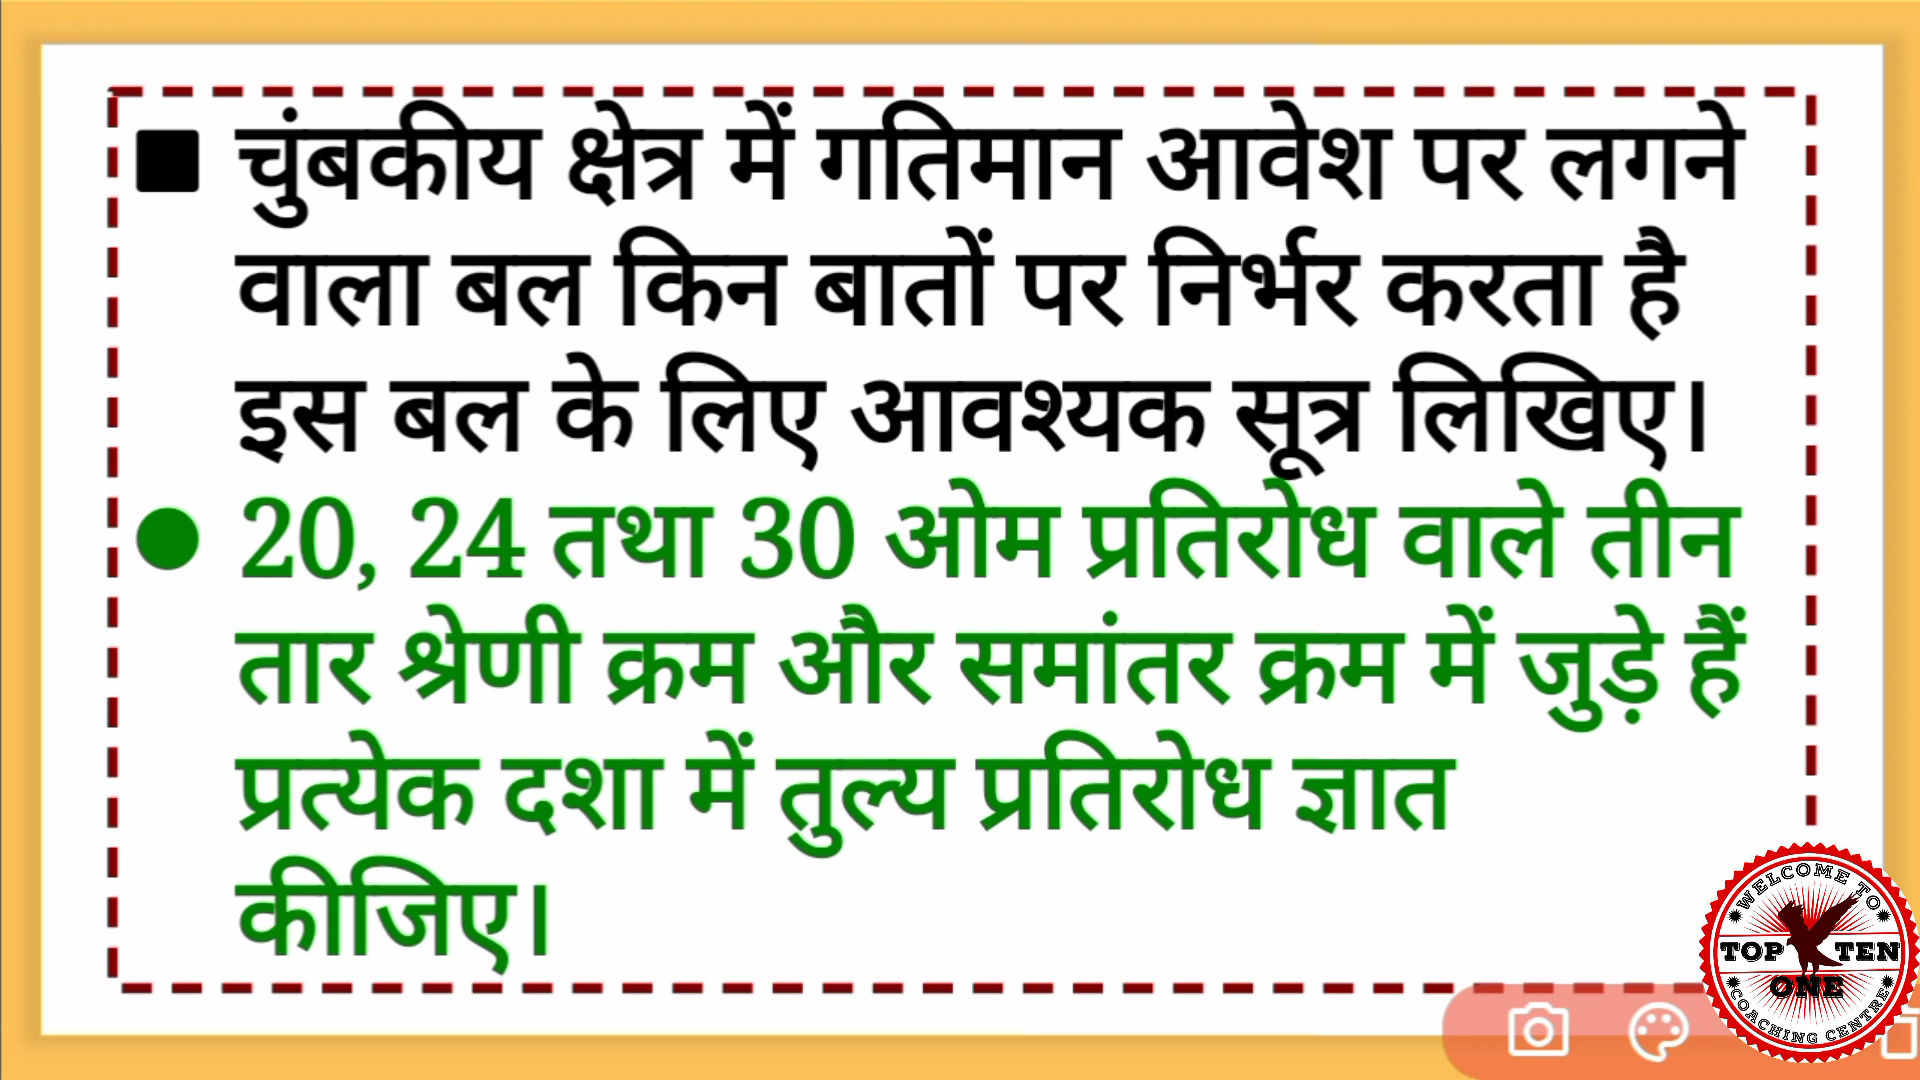 ■ चुंबकीय क्षेत्र में गतिमान आवेश पर लगने
वाला बल किन बातों पर निर्भर करता है
इस बल के लिए आवश्यक सूत्र लिखिए।
● 20, 24 तथा 30 ओम प्रतिरोध वाले तीन
तार श्रेणी क्रम और समांतर क्रम में जुड़े हैं
प्रत्येक दशा में तुल्य प्रतिरोध ज्ञात
कीजिए।
WELCOME TO
TOP TEN
ONE
COACHING CENTRE